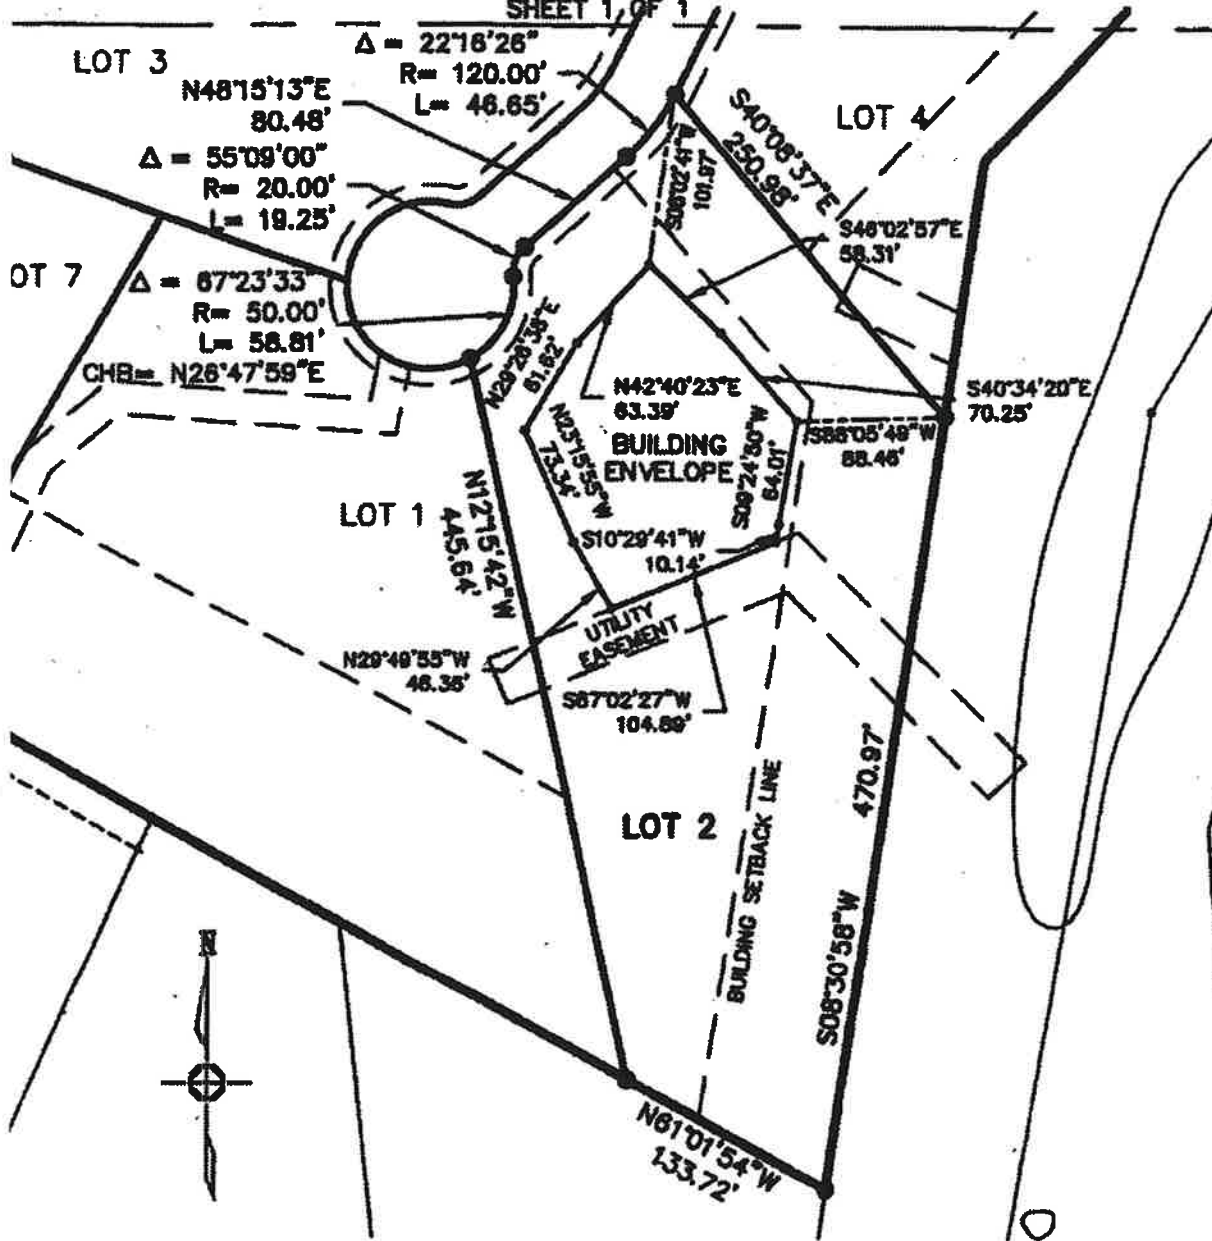 SHEET 1 OF 1
LOT 3
Δ = 22°16'26"
R= 120.00'
L= 46.65'
N48°15'13"E
80.48'
Δ = 55°09'00"
R= 20.00'
L= 19.25'
OT 7
Δ = 67°23'33"
R= 50.00'
L= 58.81'
CHB= N26°47'59"E
LOT 4
S40°08'37"E
250.98'
S06°02'41"W
101.97'
S46°02'57"E
58.31'
N29°26'38"E
61.62'
N42°40'23"E
63.39'
S40°34'20"E
70.25'
S88°05'49"W
88.46'
BUILDING
ENVELOPE
N23°15'55"W
73.34'
S09°24'50"W
64.01'
LOT 1
N12°15'42"W
445.64'
S10°29'41"W
10.14'
UTILITY
EASEMENT
N29°49'55"W
46.36'
S67°02'27"W
104.89'
LOT 2
BUILDING SETBACK LINE
470.97'
S08°30'58"W
N
N61°01'54"W
133.72'